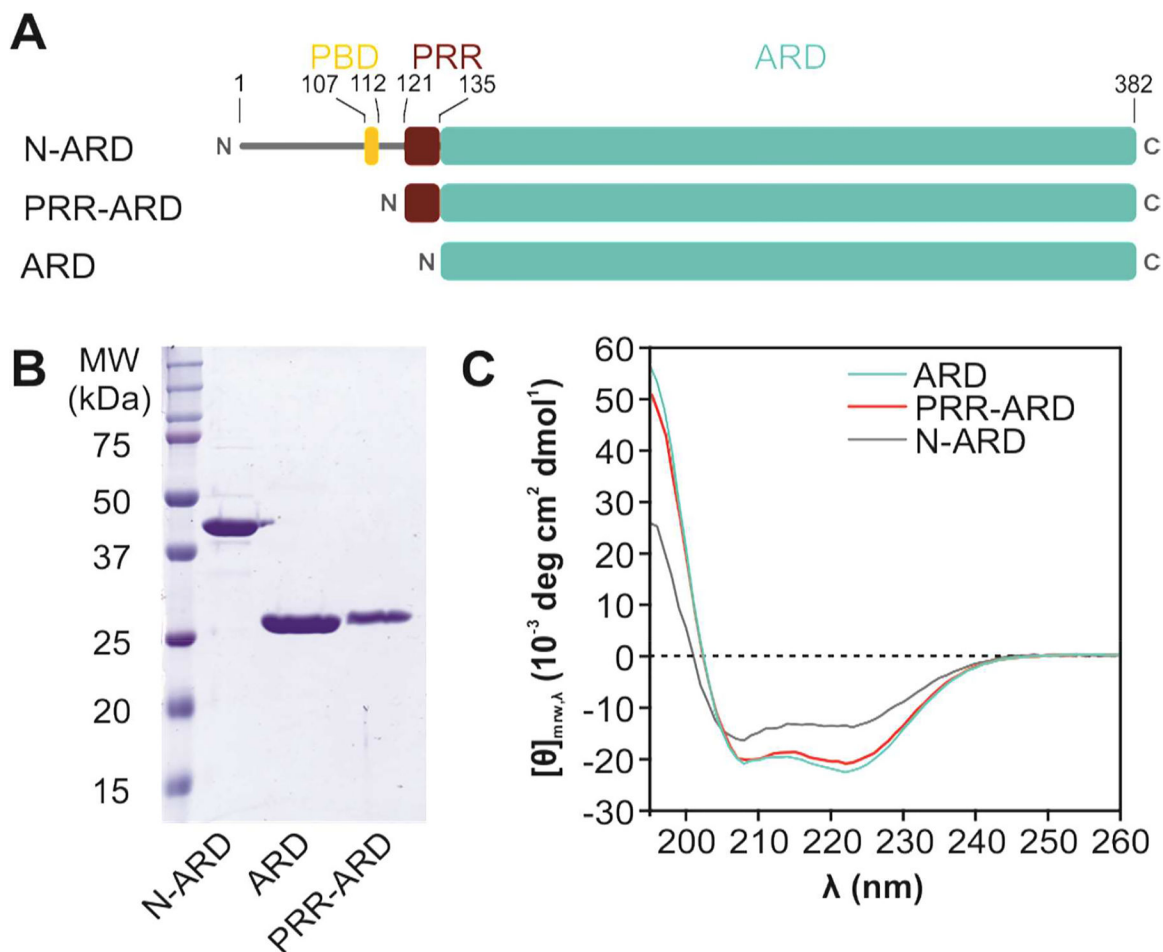 A
PBD PRR ARD
1 107 112 121 135 382
N-ARD N C
PRR-ARD N C
ARD N C
B
MW
(kDa)
75
50
37
25
20
15
N-ARD ARD PRR-ARD
C
60
50
40
30
20
10
0
-10
-20
-30
ARD
PRR-ARD
N-ARD
[θ]mrw,λ (10⁻³ deg cm² dmol¹)
200 210 220 230 240 250 260
λ (nm)